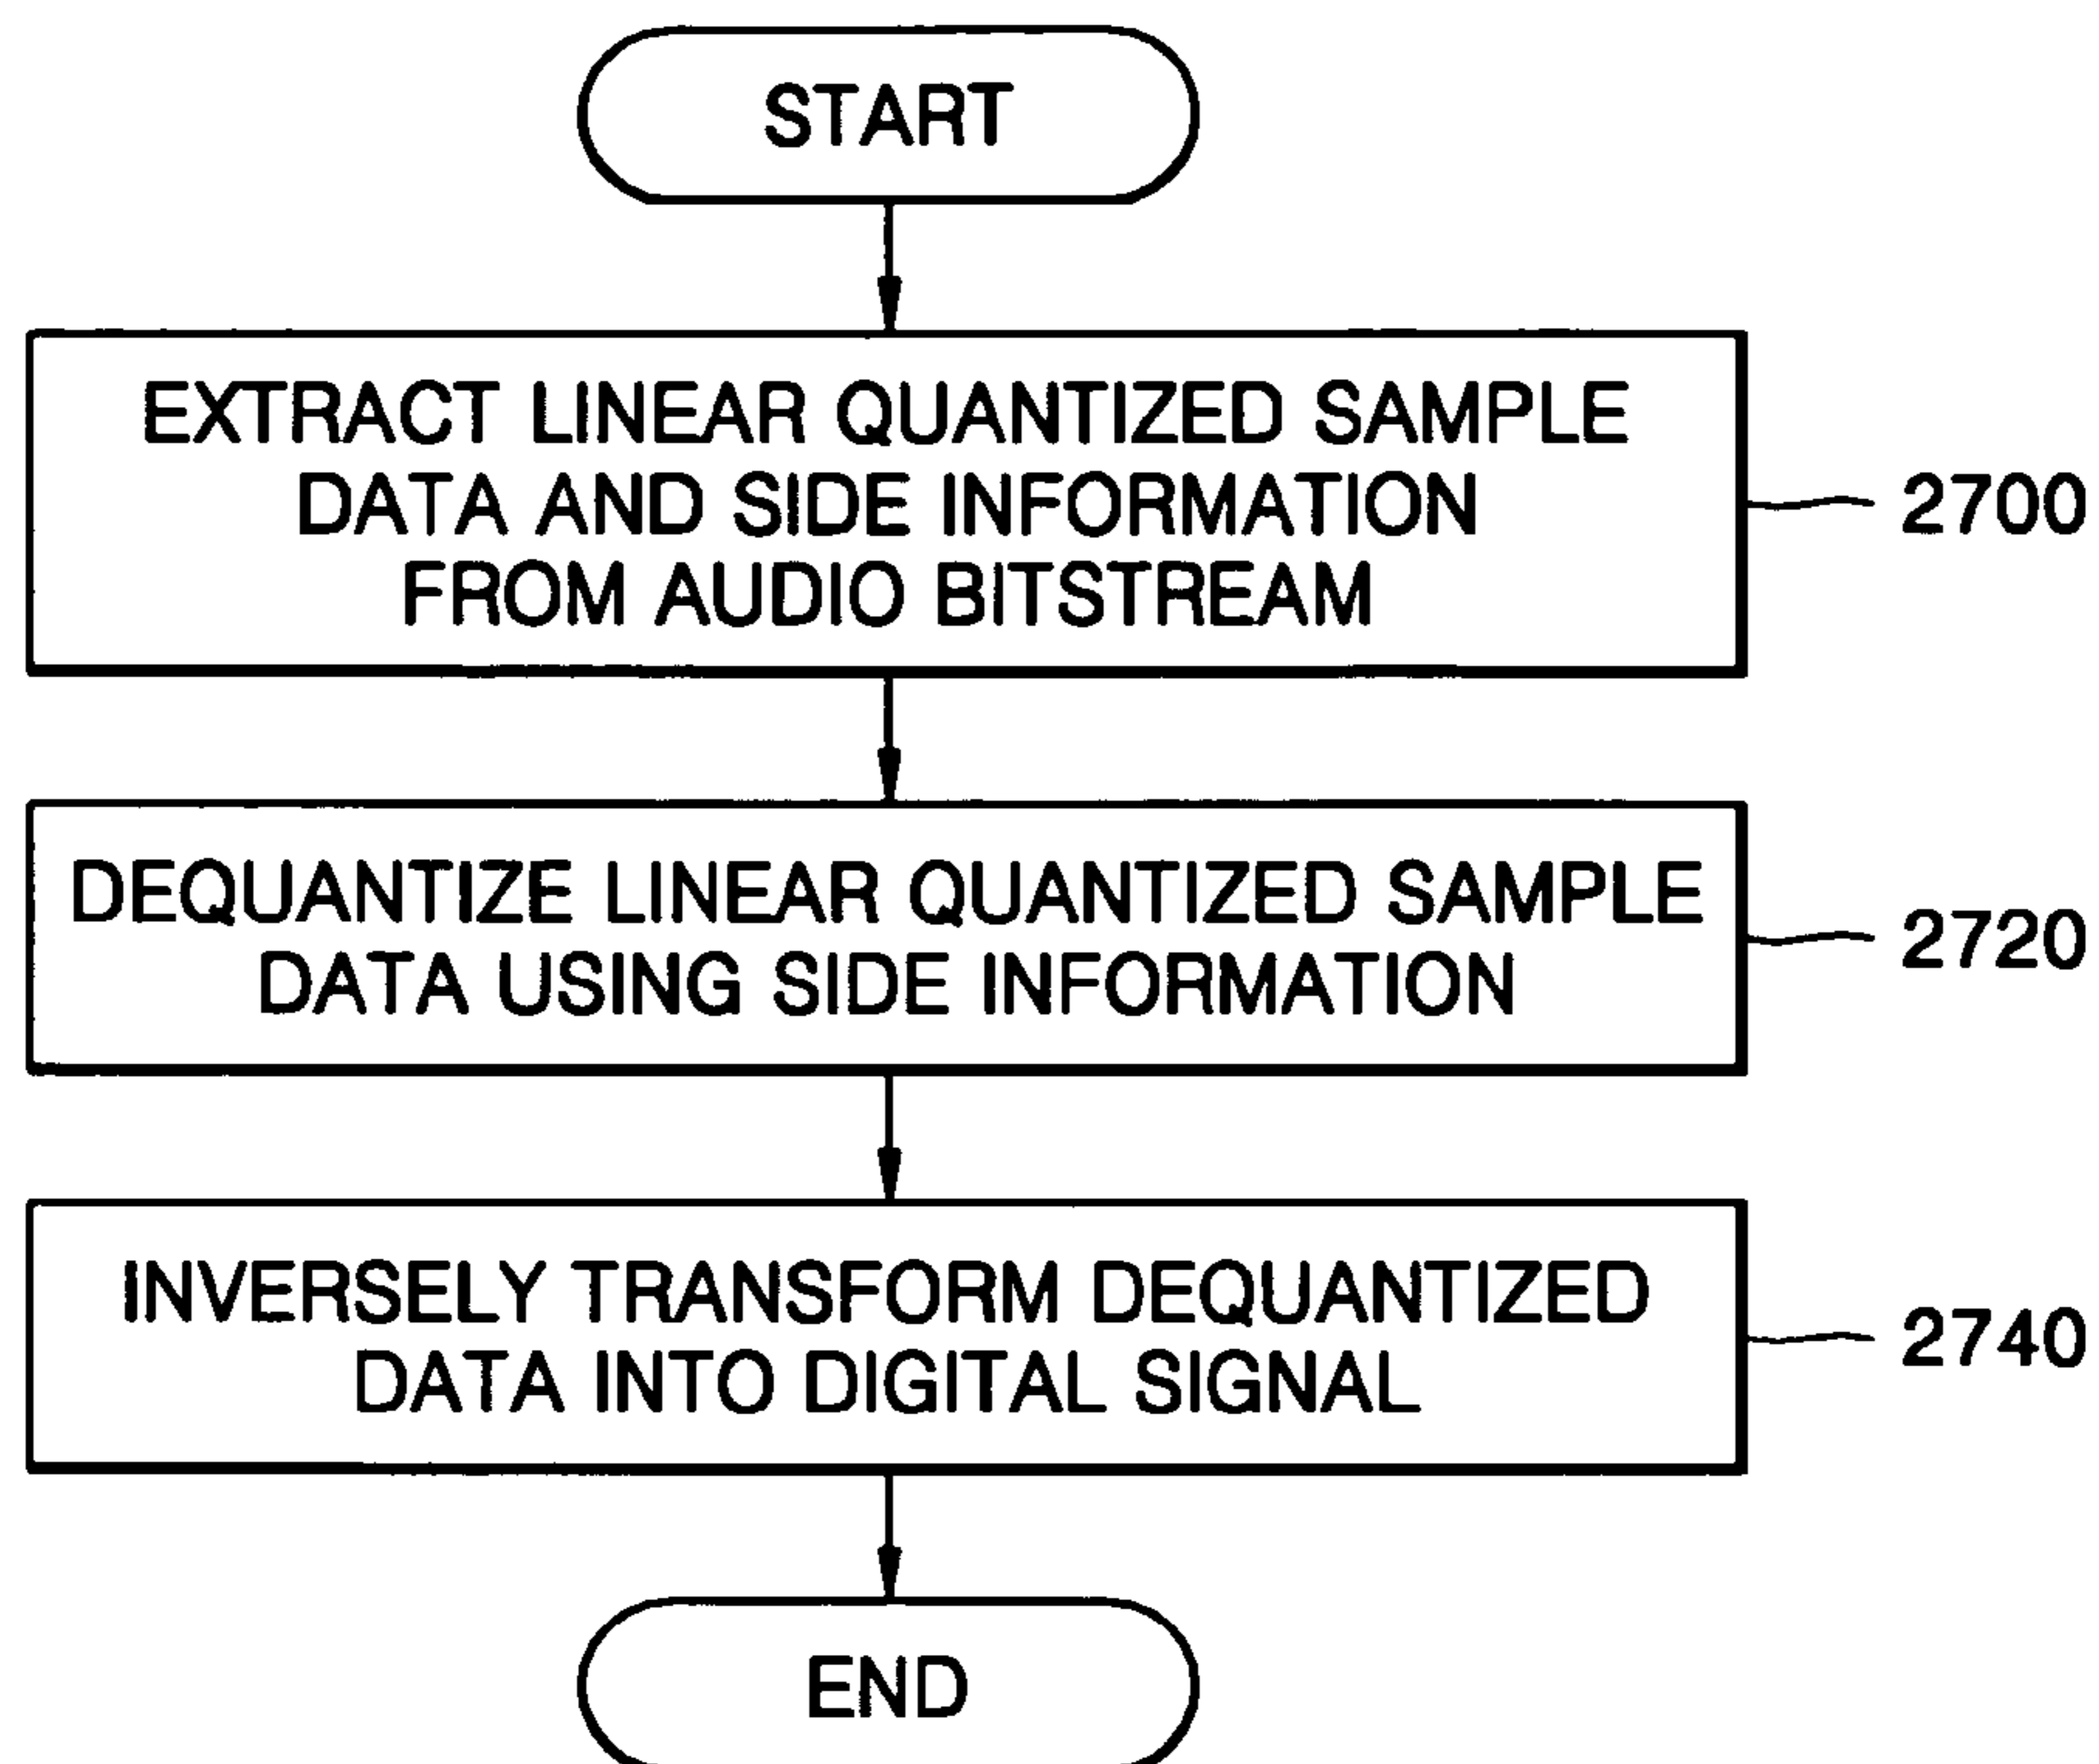 START
EXTRACT LINEAR QUANTIZED SAMPLE
DATA AND SIDE INFORMATION
FROM AUDIO BITSTREAM
2700
DEQUANTIZE LINEAR QUANTIZED SAMPLE
DATA USING SIDE INFORMATION
2720
INVERSELY TRANSFORM DEQUANTIZED
DATA INTO DIGITAL SIGNAL
2740
END